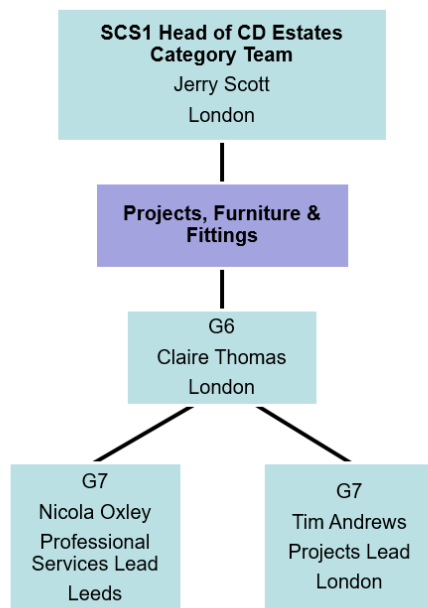 SCS1 Head of CD Estates
Category Team
Jerry Scott
London
Projects, Furniture &
Fittings
G6
Claire Thomas
London
G7
Nicola Oxley
Professional
Services Lead
Leeds
G7
Tim Andrews
Projects Lead
London